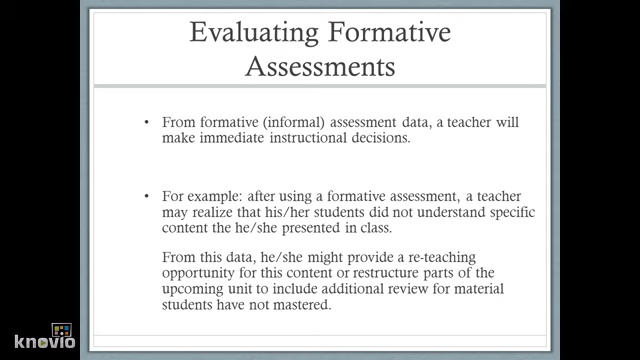 Evaluating Formative
Assessments
• From formative (informal) assessment data, a teacher will
make immediate instructional decisions.
• For example: after using a formative assessment, a teacher
may realize that his/her students did not understand specific
content the he/she presented in class.
From this data, he/she might provide a re-teaching
opportunity for this content or restructure parts of the
upcoming unit to include additional review for material
students have not mastered.
knovio